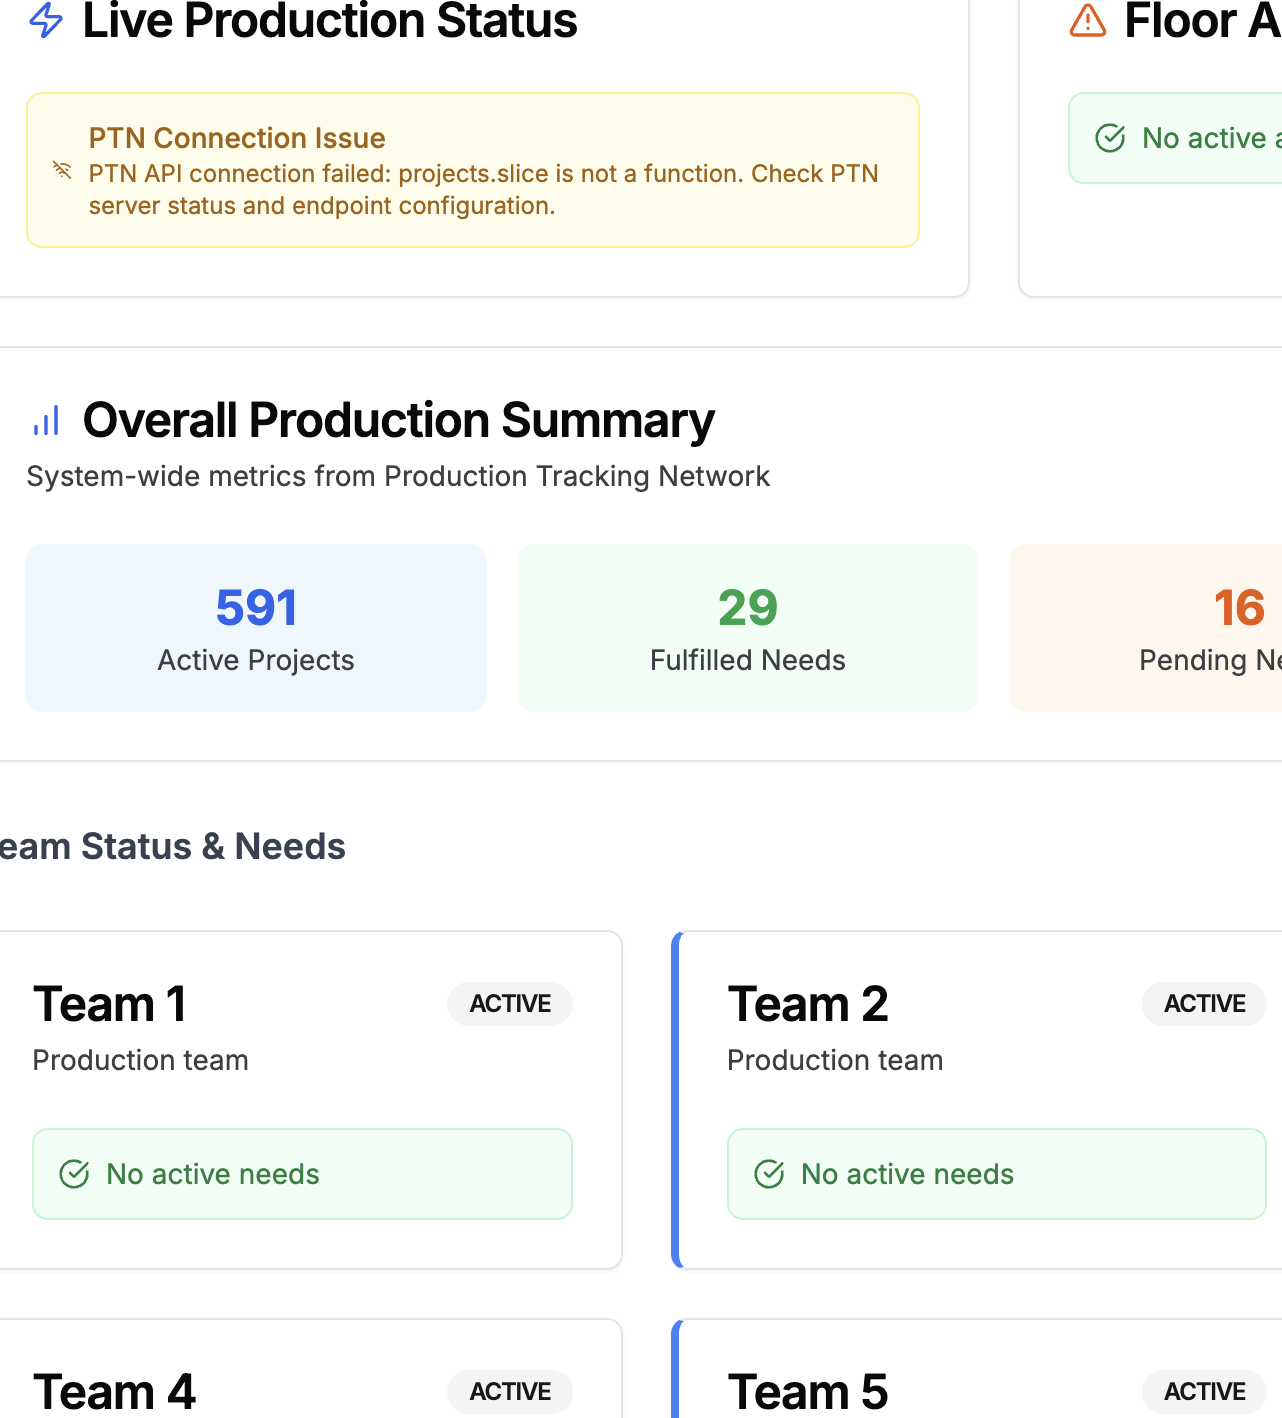 Live Production Status
Floor A
PTN Connection Issue
PTN API connection failed: projects.slice is not a function. Check PTN
server status and endpoint configuration.
No active a
Overall Production Summary
System-wide metrics from Production Tracking Network
591
Active Projects
29
Fulfilled Needs
16
Pending Ne
eam Status & Needs
Team 1
ACTIVE
Production team
No active needs
Team 2
ACTIVE
Production team
No active needs
Team 4
ACTIVE
Team 5
ACTIVE